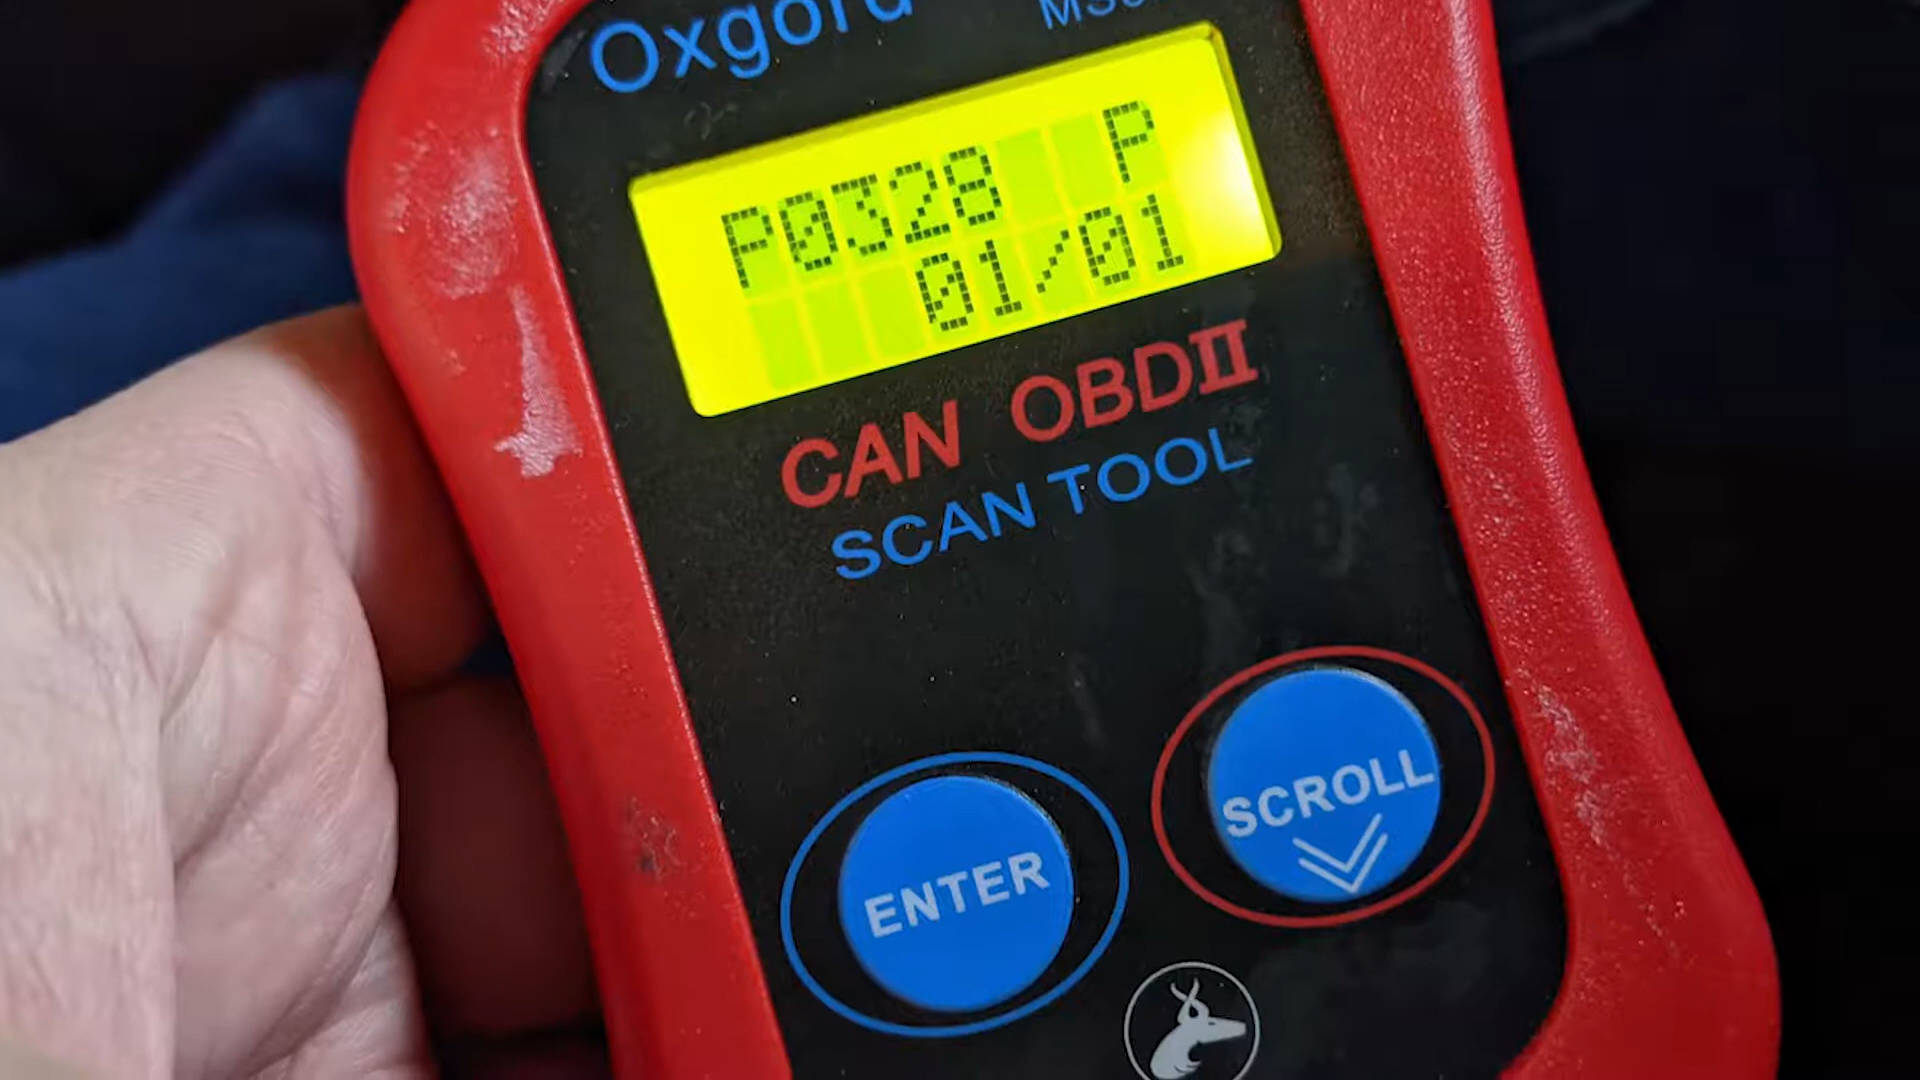 Oxgord
P0328 P
01/01
CAN OBDII
SCAN TOOL
ENTER
SCROLL